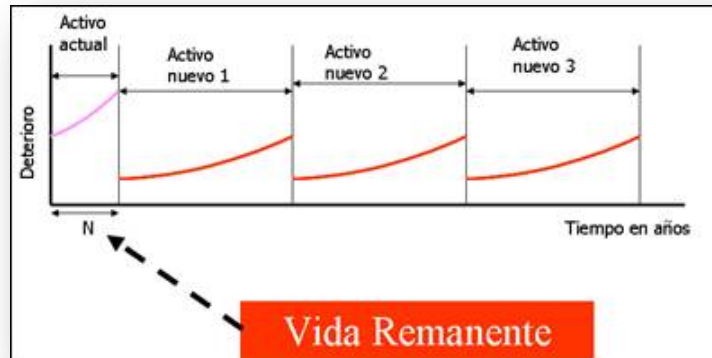 Activo
actual
Activo
nuevo 1
Activo
nuevo 2
Activo
nuevo 3
Deterioro
N
Tiempo en años
Vida Remanente